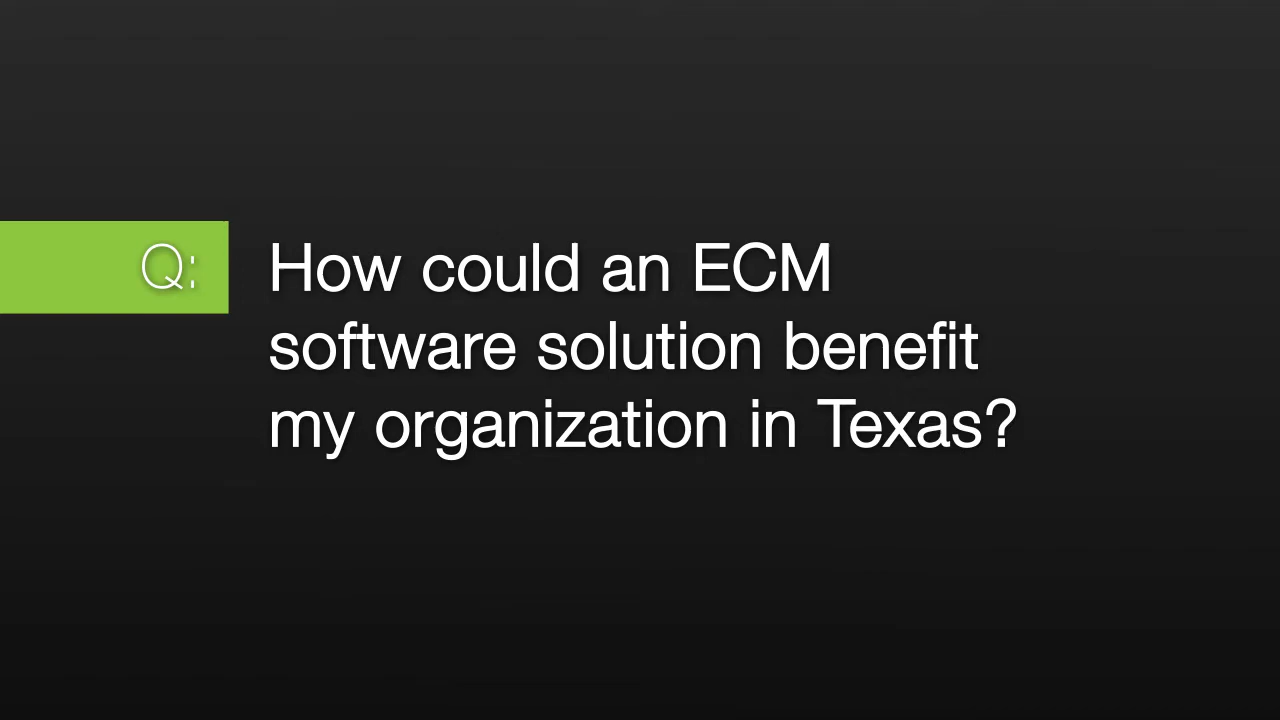 Q: How could an ECM
software solution benefit
my organization in Texas?